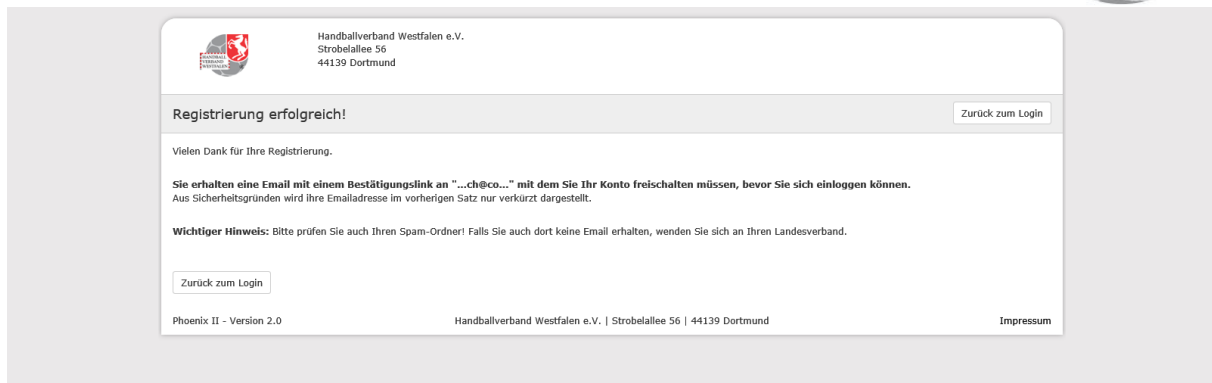 HANDBALL
VERBAND
WESTFALEN
Handballverband Westfalen e.V.
Strobelallee 56
44139 Dortmund
Registrierung erfolgreich!
Zurück zum Login
Vielen Dank für Ihre Registrierung.
Sie erhalten eine Email mit einem Bestätigungslink an "...ch@co..." mit dem Sie Ihr Konto freischalten müssen, bevor Sie sich einloggen können.
Aus Sicherheitsgründen wird ihre Emailadresse im vorherigen Satz nur verkürzt dargestellt.
Wichtiger Hinweis: Bitte prüfen Sie auch Ihren Spam-Ordner! Falls Sie auch dort keine Email erhalten, wenden Sie sich an Ihren Landesverband.
Zurück zum Login
Phoenix II - Version 2.0
Handballverband Westfalen e.V. | Strobelallee 56 | 44139 Dortmund
Impressum